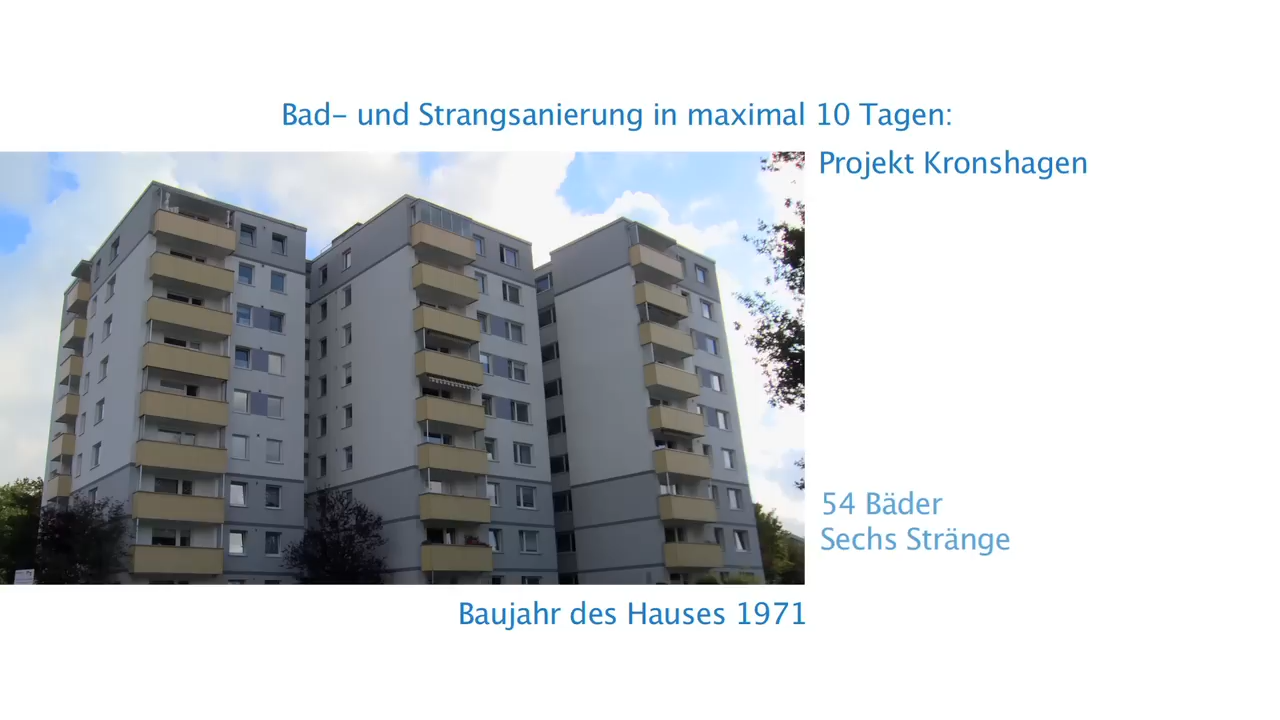 Bad- und Strangsanierung in maximal 10 Tagen:
Projekt Kronshagen
54 Bäder
Sechs Stränge
Baujahr des Hauses 1971